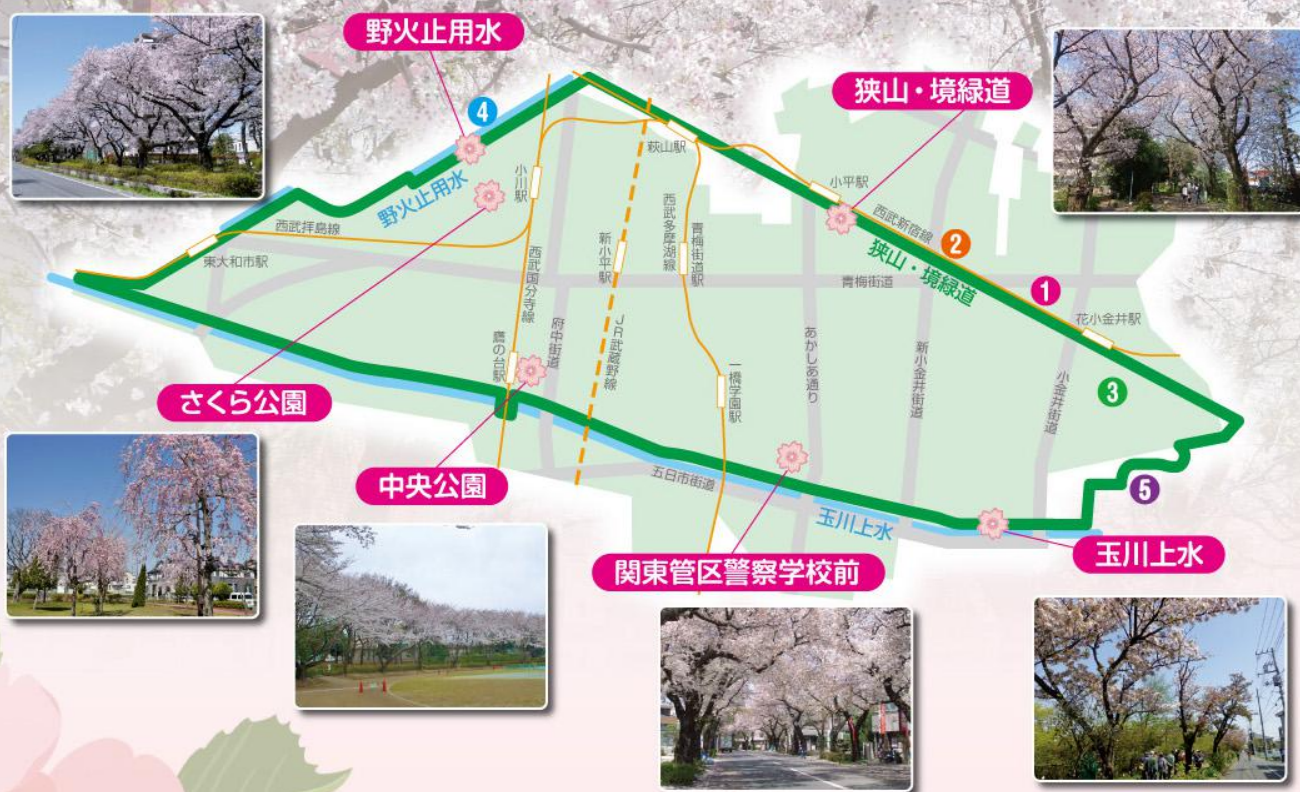 野火止用水
狭山・境緑道
4
萩山駅
小平駅
小川駅
野火止用水
西武新宿線
2
西武拝島線
西武多摩湖線
青梅街道駅
新小平駅
狭山・境緑道
東大和市駅
西武国分寺線
青梅街道
1
花小金井駅
府中街道
JR武蔵野線
鷹の台駅
あかしあ通り
新小金井街道
小金井街道
3
一橋学園駅
さくら公園
中央公園
五日市街道
5
玉川上水
玉川上水
関東管区警察学校前